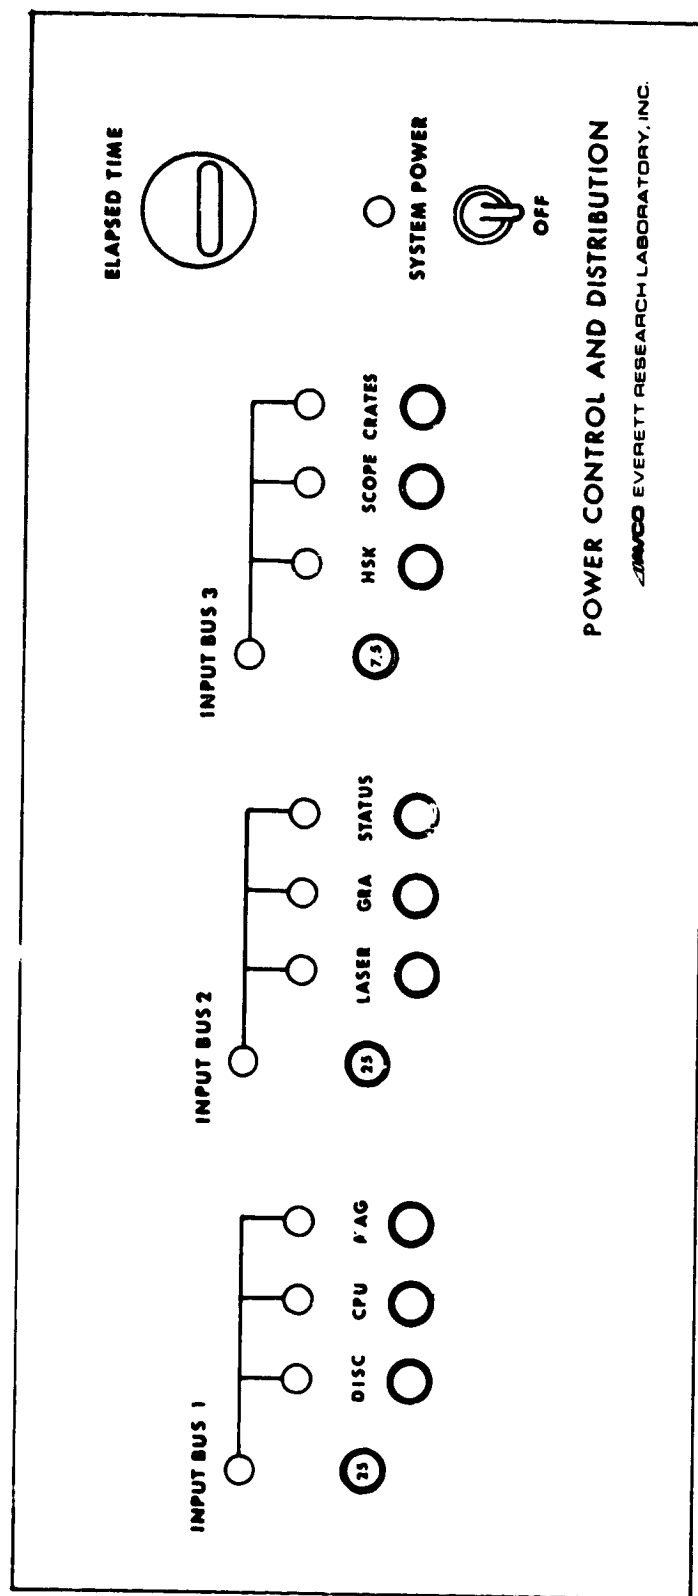 ELAPSED TIME
INPUT BUS 1
INPUT BUS 2
INPUT BUS 3
SYSTEM POWER
25
DISC
CPU
25
LASER
GRA
STATUS
7.5
HSK
SCOPE
CRATES
OFF
POWER CONTROL AND DISTRIBUTION
AVCO EVERETT RESEARCH LABORATORY, INC.